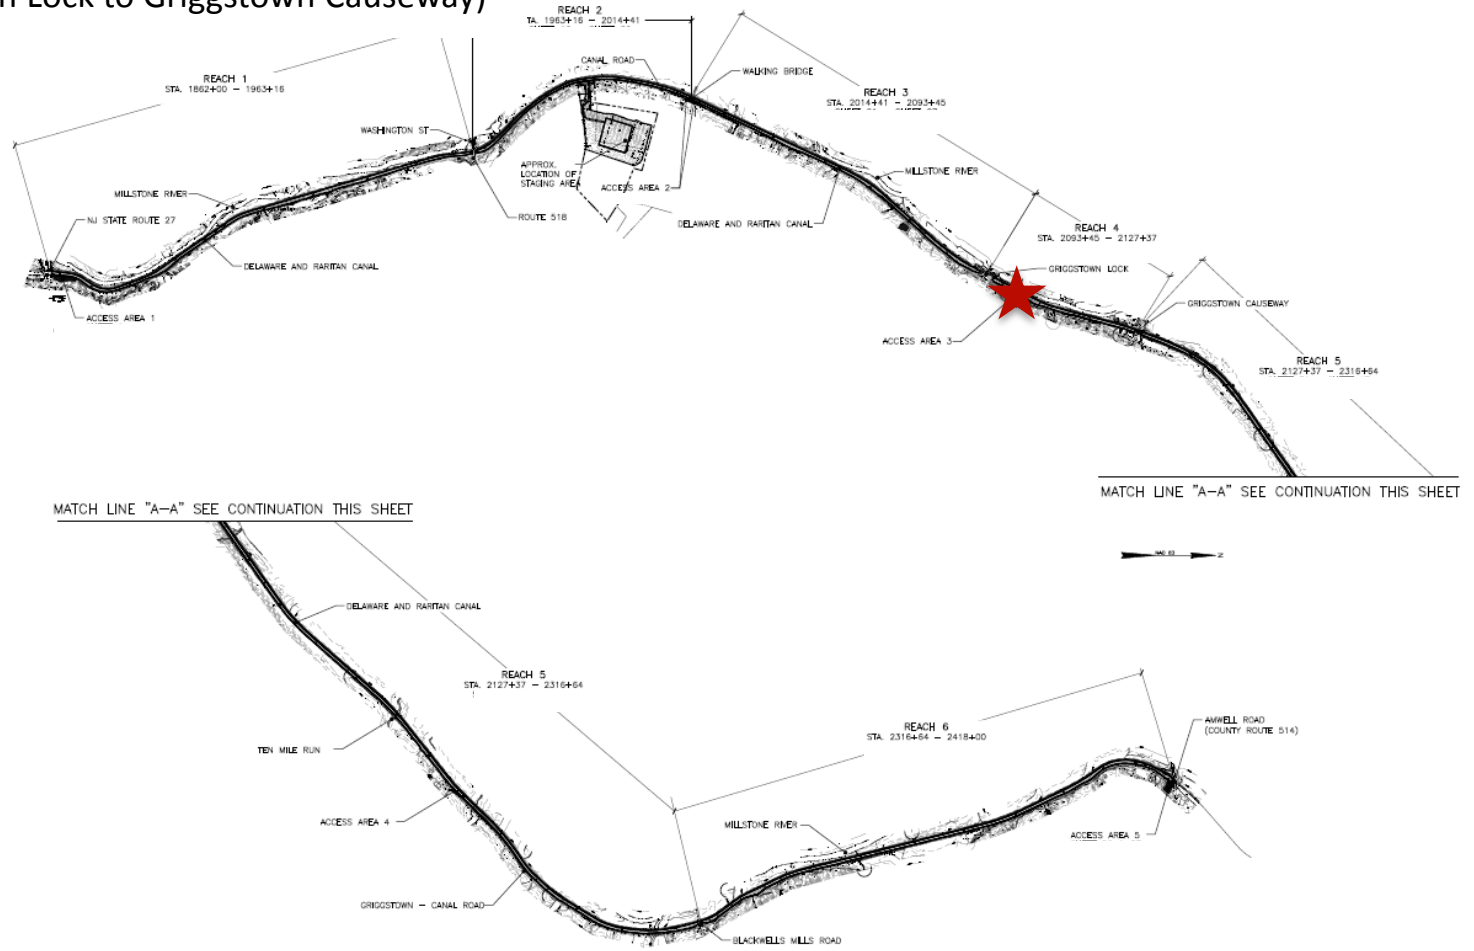 n Lock to Griggstown Causeway)
REACH 2
TA. 1963+16 – 2014+41
REACH 1
STA. 1862+00 – 1963+16
CANAL ROAD
WALKING BRIDGE
REACH 3
STA. 2014+41 – 2093+45
WASHINGTON ST
APPROX.
LOCATION OF
STAGING AREA
ACCESS AREA 2
MILLSTONE RIVER
MILLSTONE RIVER
NJ STATE ROUTE 27
ROUTE 518
DELAWARE AND RARITAN CANAL
REACH 4
STA. 2093+45 – 2127+37
DELAWARE AND RARITAN CANAL
GRIGGSTOWN LOCK
GRIGGSTOWN CAUSEWAY
ACCESS AREA 1
ACCESS AREA 3
REACH 5
STA. 2127+37 – 2316+64
MATCH LINE "A–A" SEE CONTINUATION THIS SHEET
MATCH LINE "A–A" SEE CONTINUATION THIS SHEET
NAD 83
N
DELAWARE AND RARITAN CANAL
REACH 5
STA. 2127+37 – 2316+64
TEN MILE RUN
REACH 6
STA. 2316+64 – 2418+00
AMWELL ROAD
(COUNTY ROUTE 514)
ACCESS AREA 4
MILLSTONE RIVER
ACCESS AREA 5
GRIGGSTOWN – CANAL ROAD
BLACKWELLS MILLS ROAD